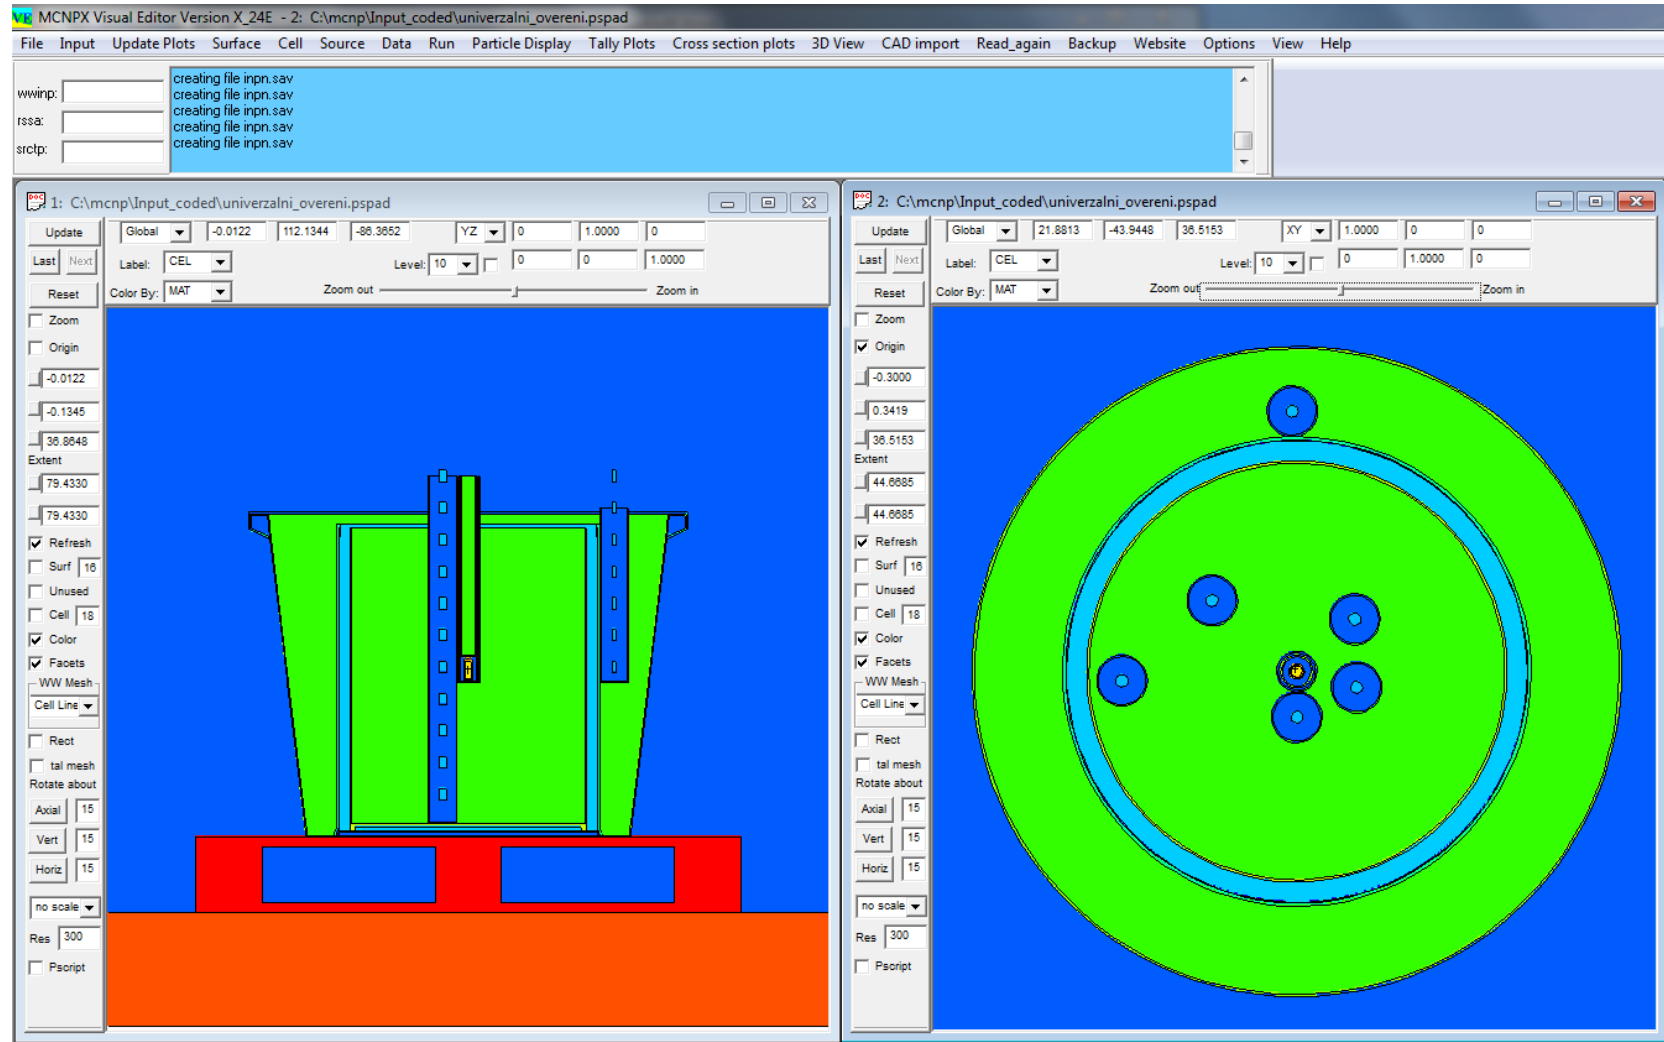 VE MCNPX Visual Editor Version X_24E - 2: C:\mcnp\Input_coded\univerzalni_overeni.pspad
File Input Update Plots Surface Cell Source Data Run Particle Display Tally Plots Cross section plots 3D View CAD import Read_again Backup Website Options View Help
wwinp:
rssa:
srctp:
creating file inpn.sav
creating file inpn.sav
creating file inpn.sav
creating file inpn.sav
creating file inpn.sav
DOC 1: C:\mcnp\Input_coded\univerzalni_overeni.pspad
Update Global -0.0122 112.1344 -86.3652 YZ 0 1.0000 0
Last Next Label: CEL Level: 10 0 0 1.0000
Reset Color By: MAT Zoom out Zoom in
Zoom
Origin
-0.0122
-0.1345
36.8648
Extent
79.4330
79.4330
Refresh
Surf 16
Unused
Cell 18
Color
Facets
WW Mesh
Cell Line
Rect
tal mesh
Rotate about
Axial 15
Vert 15
Horiz 15
no scale
Res 300
Pscript
DOC 2: C:\mcnp\Input_coded\univerzalni_overeni.pspad
Update Global 21.8813 -43.9448 36.5153 XY 1.0000 0 0
Last Next Label: CEL Level: 10 0 1.0000 0
Reset Color By: MAT Zoom out Zoom in
Zoom
Origin
-0.3000
0.3419
36.5153
Extent
44.6685
44.6685
Refresh
Surf 16
Unused
Cell 18
Color
Facets
WW Mesh
Cell Line
Rect
tal mesh
Rotate about
Axial 15
Vert 15
Horiz 15
no scale
Res 300
Pscript